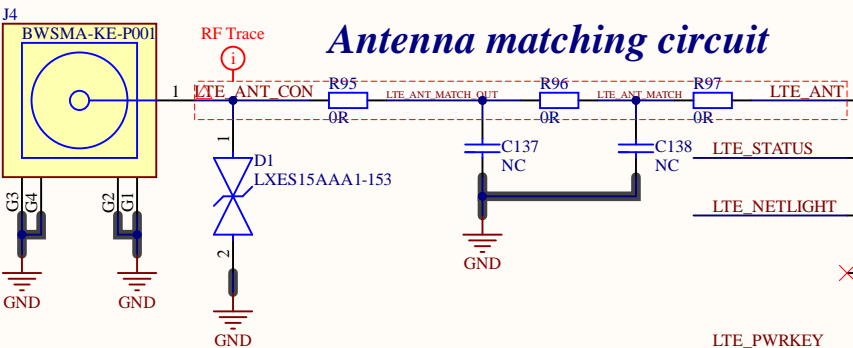 J4
BWSMA-KE-P001
RF Trace
i
Antenna matching circuit
1
LTE_ANT_CON
R95
0R
LTE_ANT_MATCH_OUT
R96
0R
LTE_ANT_MATCH
R97
0R
LTE_ANT
1
D1
LXES15AAA1-153
2
C137
NC
C138
NC
LTE_STATUS
LTE_NETLIGHT
G3
G4
G2
G1
GND
GND
GND
GND
LTE_PWRKEY